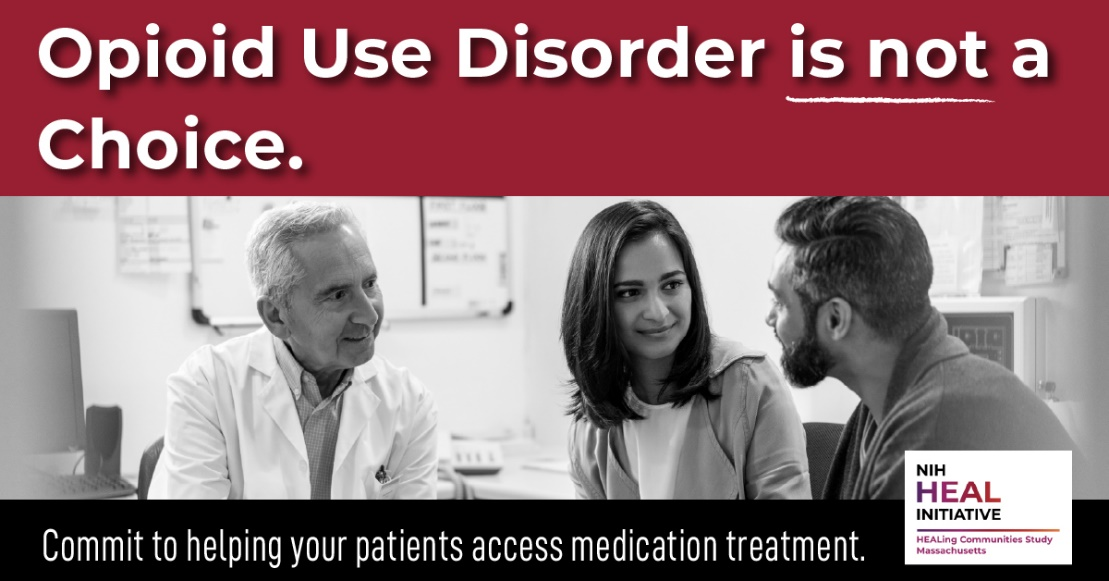 Opioid Use Disorder is not a
Choice.
Commit to helping your patients access medication treatment.
NIH
HEAL
INITIATIVE
HEALing Communities Study
Massachusetts